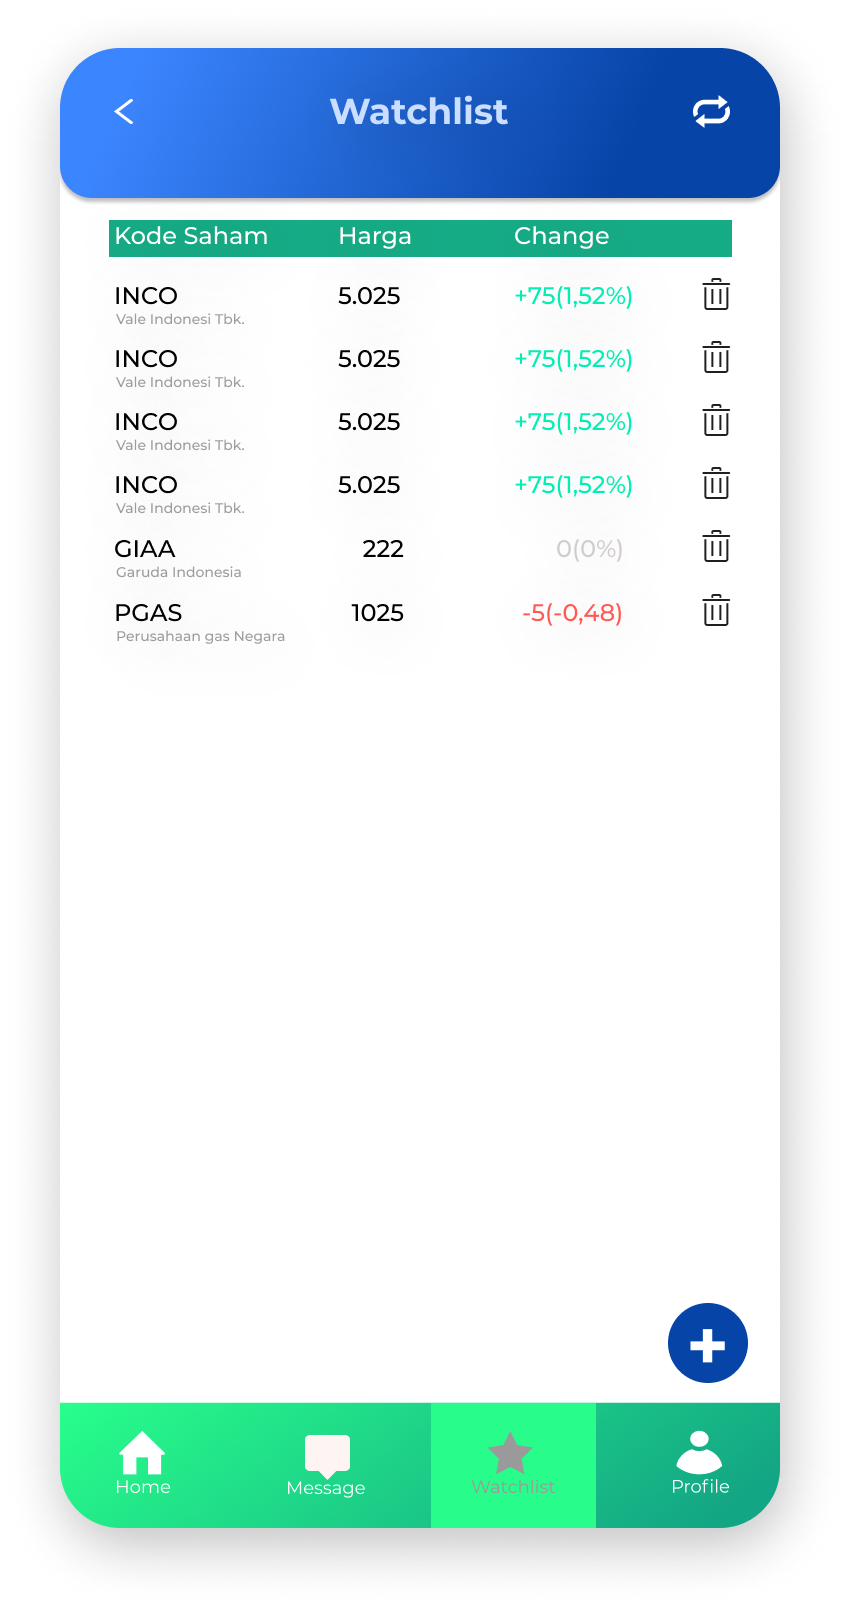 Watchlist
Kode Saham Harga Change
INCO 5.025 +75(1,52%)
Vale Indonesi Tbk.
INCO 5.025 +75(1,52%)
Vale Indonesi Tbk.
INCO 5.025 +75(1,52%)
Vale Indonesi Tbk.
INCO 5.025 +75(1,52%)
Vale Indonesi Tbk.
GIAA 222 0(0%)
Garuda Indonesia
PGAS 1025 -5(-0,48)
Perusahaan gas Negara
Home Message Watchlist Profile